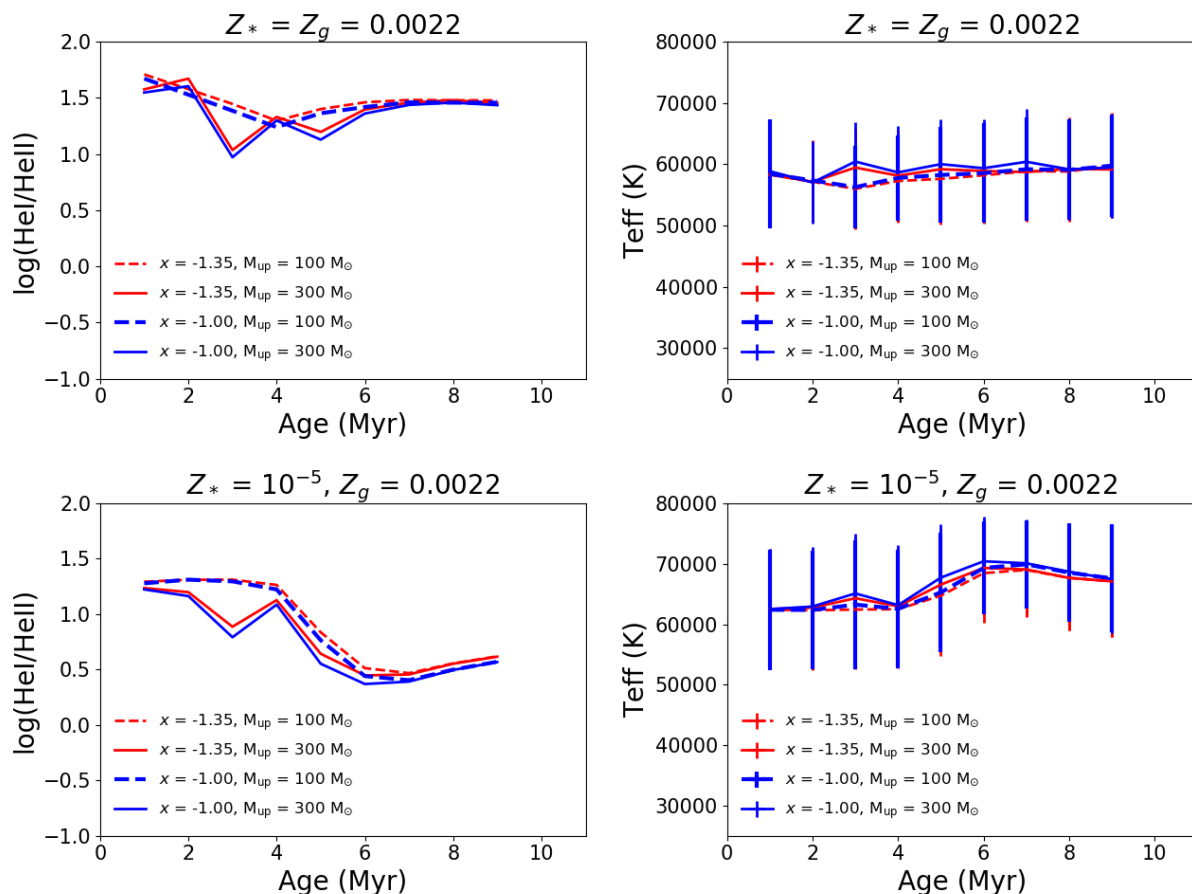 Z* = Zg = 0.0022
2.0
1.5
1.0
0.5
0.0
−0.5
−1.0
log(HeI/HeII)
x = -1.35, Mup = 100 M⊙
x = -1.35, Mup = 300 M⊙
x = -1.00, Mup = 100 M⊙
x = -1.00, Mup = 300 M⊙
0 2 4 6 8 10
Age (Myr)
Z* = Zg = 0.0022
80000
70000
60000
50000
40000
30000
Teff (K)
x = -1.35, Mup = 100 M⊙
x = -1.35, Mup = 300 M⊙
x = -1.00, Mup = 100 M⊙
x = -1.00, Mup = 300 M⊙
0 2 4 6 8 10
Age (Myr)
Z* = 10⁻⁵, Zg = 0.0022
2.0
1.5
1.0
0.5
0.0
−0.5
−1.0
log(HeI/HeII)
x = -1.35, Mup = 100 M⊙
x = -1.35, Mup = 300 M⊙
x = -1.00, Mup = 100 M⊙
x = -1.00, Mup = 300 M⊙
0 2 4 6 8 10
Age (Myr)
Z* = 10⁻⁵, Zg = 0.0022
80000
70000
60000
50000
40000
30000
Teff (K)
x = -1.35, Mup = 100 M⊙
x = -1.35, Mup = 300 M⊙
x = -1.00, Mup = 100 M⊙
x = -1.00, Mup = 300 M⊙
0 2 4 6 8 10
Age (Myr)